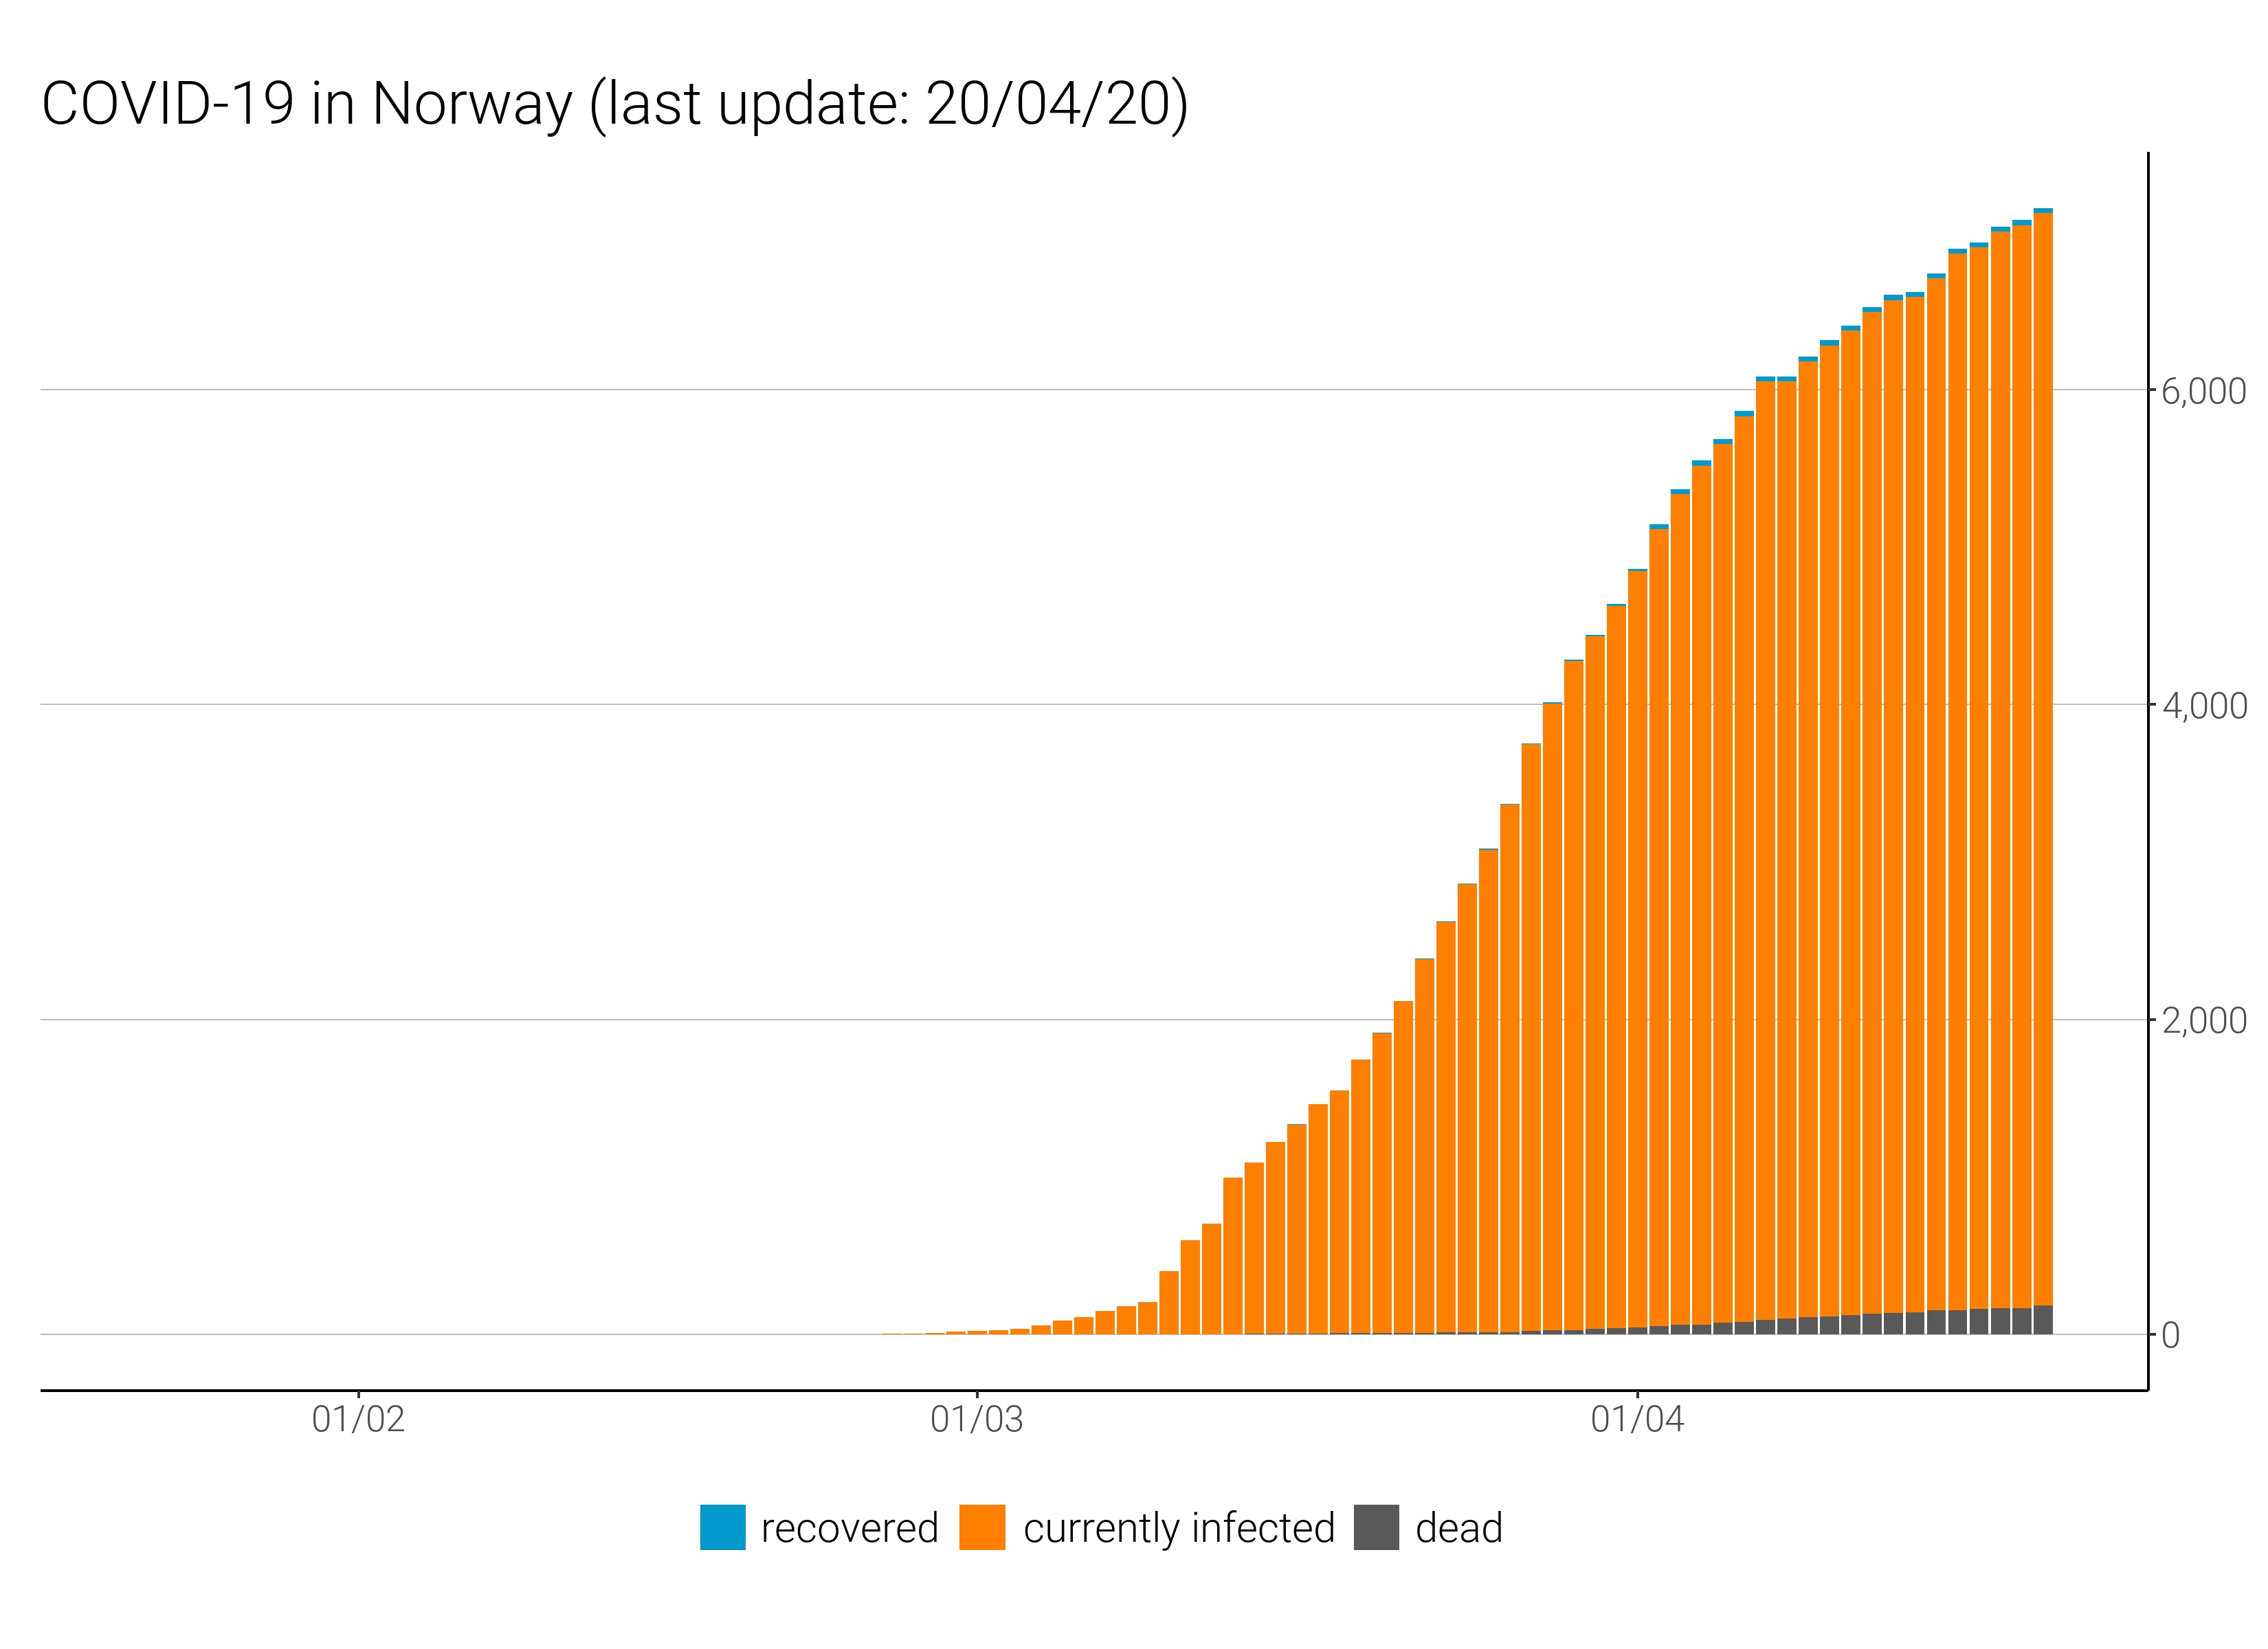 COVID-19 in Norway (last update: 20/04/20)
6,000
4,000
2,000
0
01/02 01/03 01/04
recovered currently infected dead